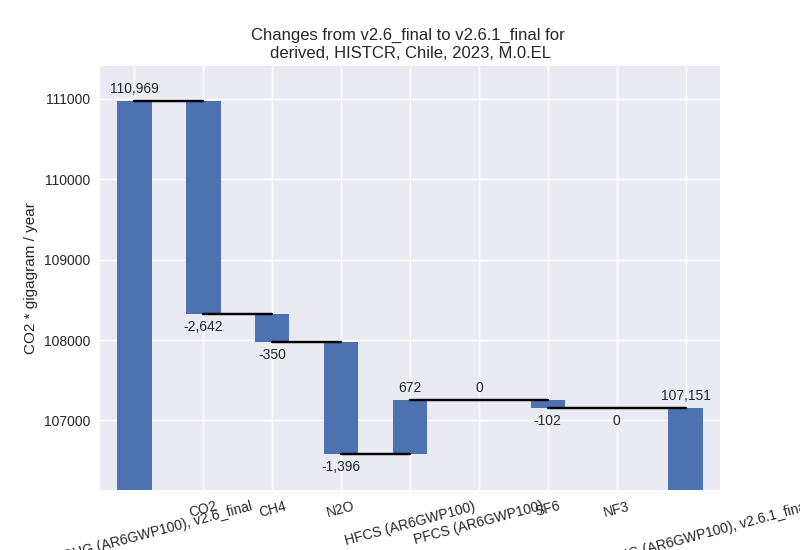 Changes from v2.6_final to v2.6.1_final for
derived, HISTCR, Chile, 2023, M.0.EL
CO2 * gigagram / year
111000
110000
109000
108000
107000
110,969
-2,642
-350
-1,396
672
0
-102
0
107,151
(AR6GWP100), v2.6_final
CO2
CH4
N2O
HFCS (AR6GWP100)
PFCS (AR6GWP100)
SF6
NF3
(AR6GWP100), v2.6.1_fina